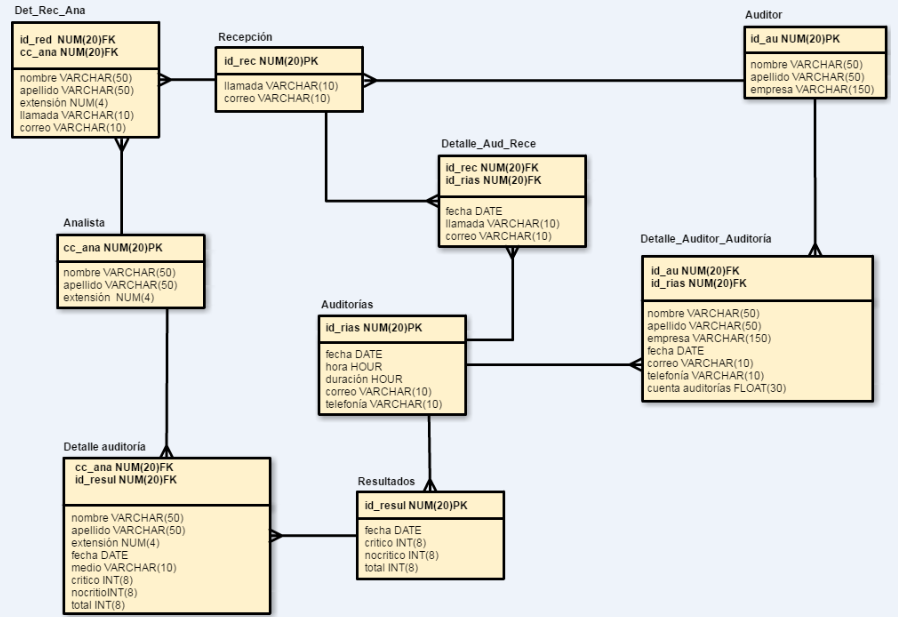 Det_Rec_Ana
id_red NUM(20)FK
cc_ana NUM(20)FK
nombre VARCHAR(50)
apellido VARCHAR(50)
extensión NUM(4)
llamada VARCHAR(10)
correo VARCHAR(10)
Recepción
id_rec NUM(20)PK
llamada VARCHAR(10)
correo VARCHAR(10)
Auditor
id_au NUM(20)PK
nombre VARCHAR(50)
apellido VARCHAR(50)
empresa VARCHAR(150)
Detalle_Aud_Rece
id_rec NUM(20)FK
id_rias NUM(20)FK
fecha DATE
llamada VARCHAR(10)
correo VARCHAR(10)
Analista
cc_ana NUM(20)PK
nombre VARCHAR(50)
apellido VARCHAR(50)
extensión NUM(4)
Detalle_Auditor_Auditoría
id_au NUM(20)FK
id_rias NUM(20)FK
nombre VARCHAR(50)
apellido VARCHAR(50)
empresa VARCHAR(150)
fecha DATE
correo VARCHAR(10)
telefonía VARCHAR(10)
cuenta auditorías FLOAT(30)
Auditorías
id_rias NUM(20)PK
fecha DATE
hora HOUR
duración HOUR
correo VARCHAR(10)
telefonía VARCHAR(10)
Detalle auditoría
cc_ana NUM(20)FK
id_resul NUM(20)FK
nombre VARCHAR(50)
apellido VARCHAR(50)
extensión NUM(4)
fecha DATE
medio VARCHAR(10)
critico INT(8)
nocritioINT(8)
total INT(8)
Resultados
id_resul NUM(20)PK
fecha DATE
critico INT(8)
nocritico INT(8)
total INT(8)